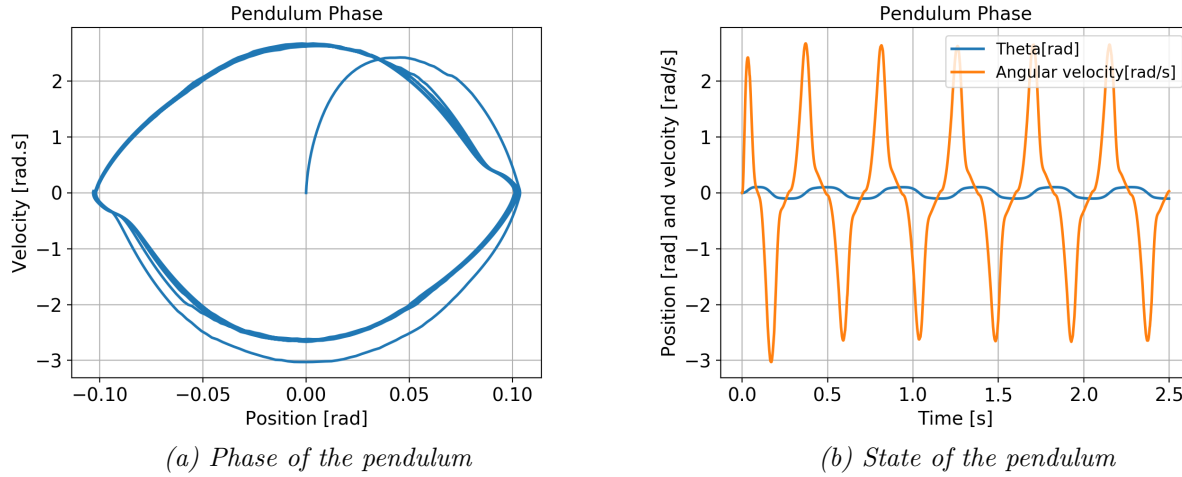 Pendulum Phase
Velocity [rad.s]
2
1
0
−1
−2
−3
−0.10
−0.05
0.00
0.05
0.10
Position [rad]
(a) Phase of the pendulum
Pendulum Phase
Position [rad] and velcoity [rad/s]
2
1
0
−1
−2
−3
Theta[rad]
Angular velocity[rad/s]
0.0
0.5
1.0
1.5
2.0
2.5
Time [s]
(b) State of the pendulum